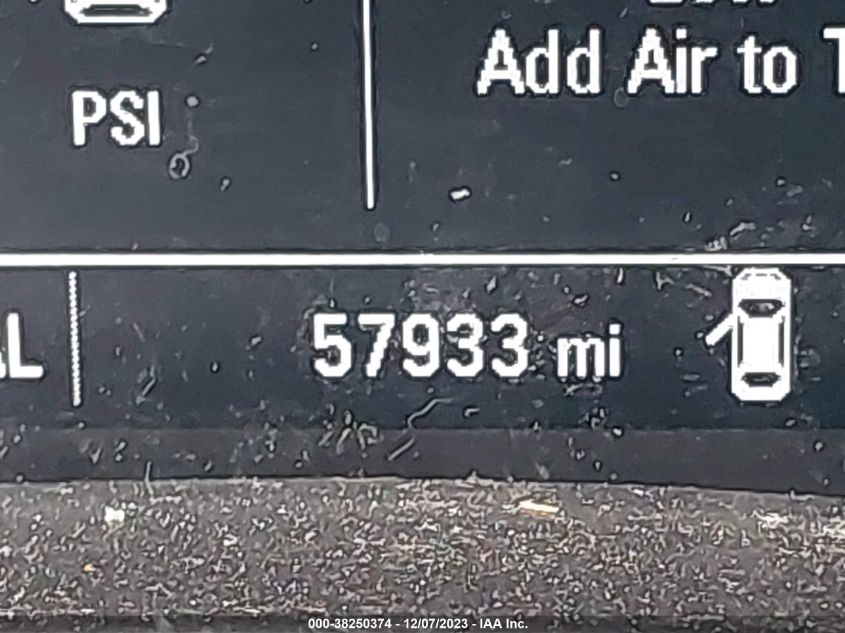 Add Air to
PSI
57933 mi
000-38250374 - 12/07/2023 - IAA Inc.